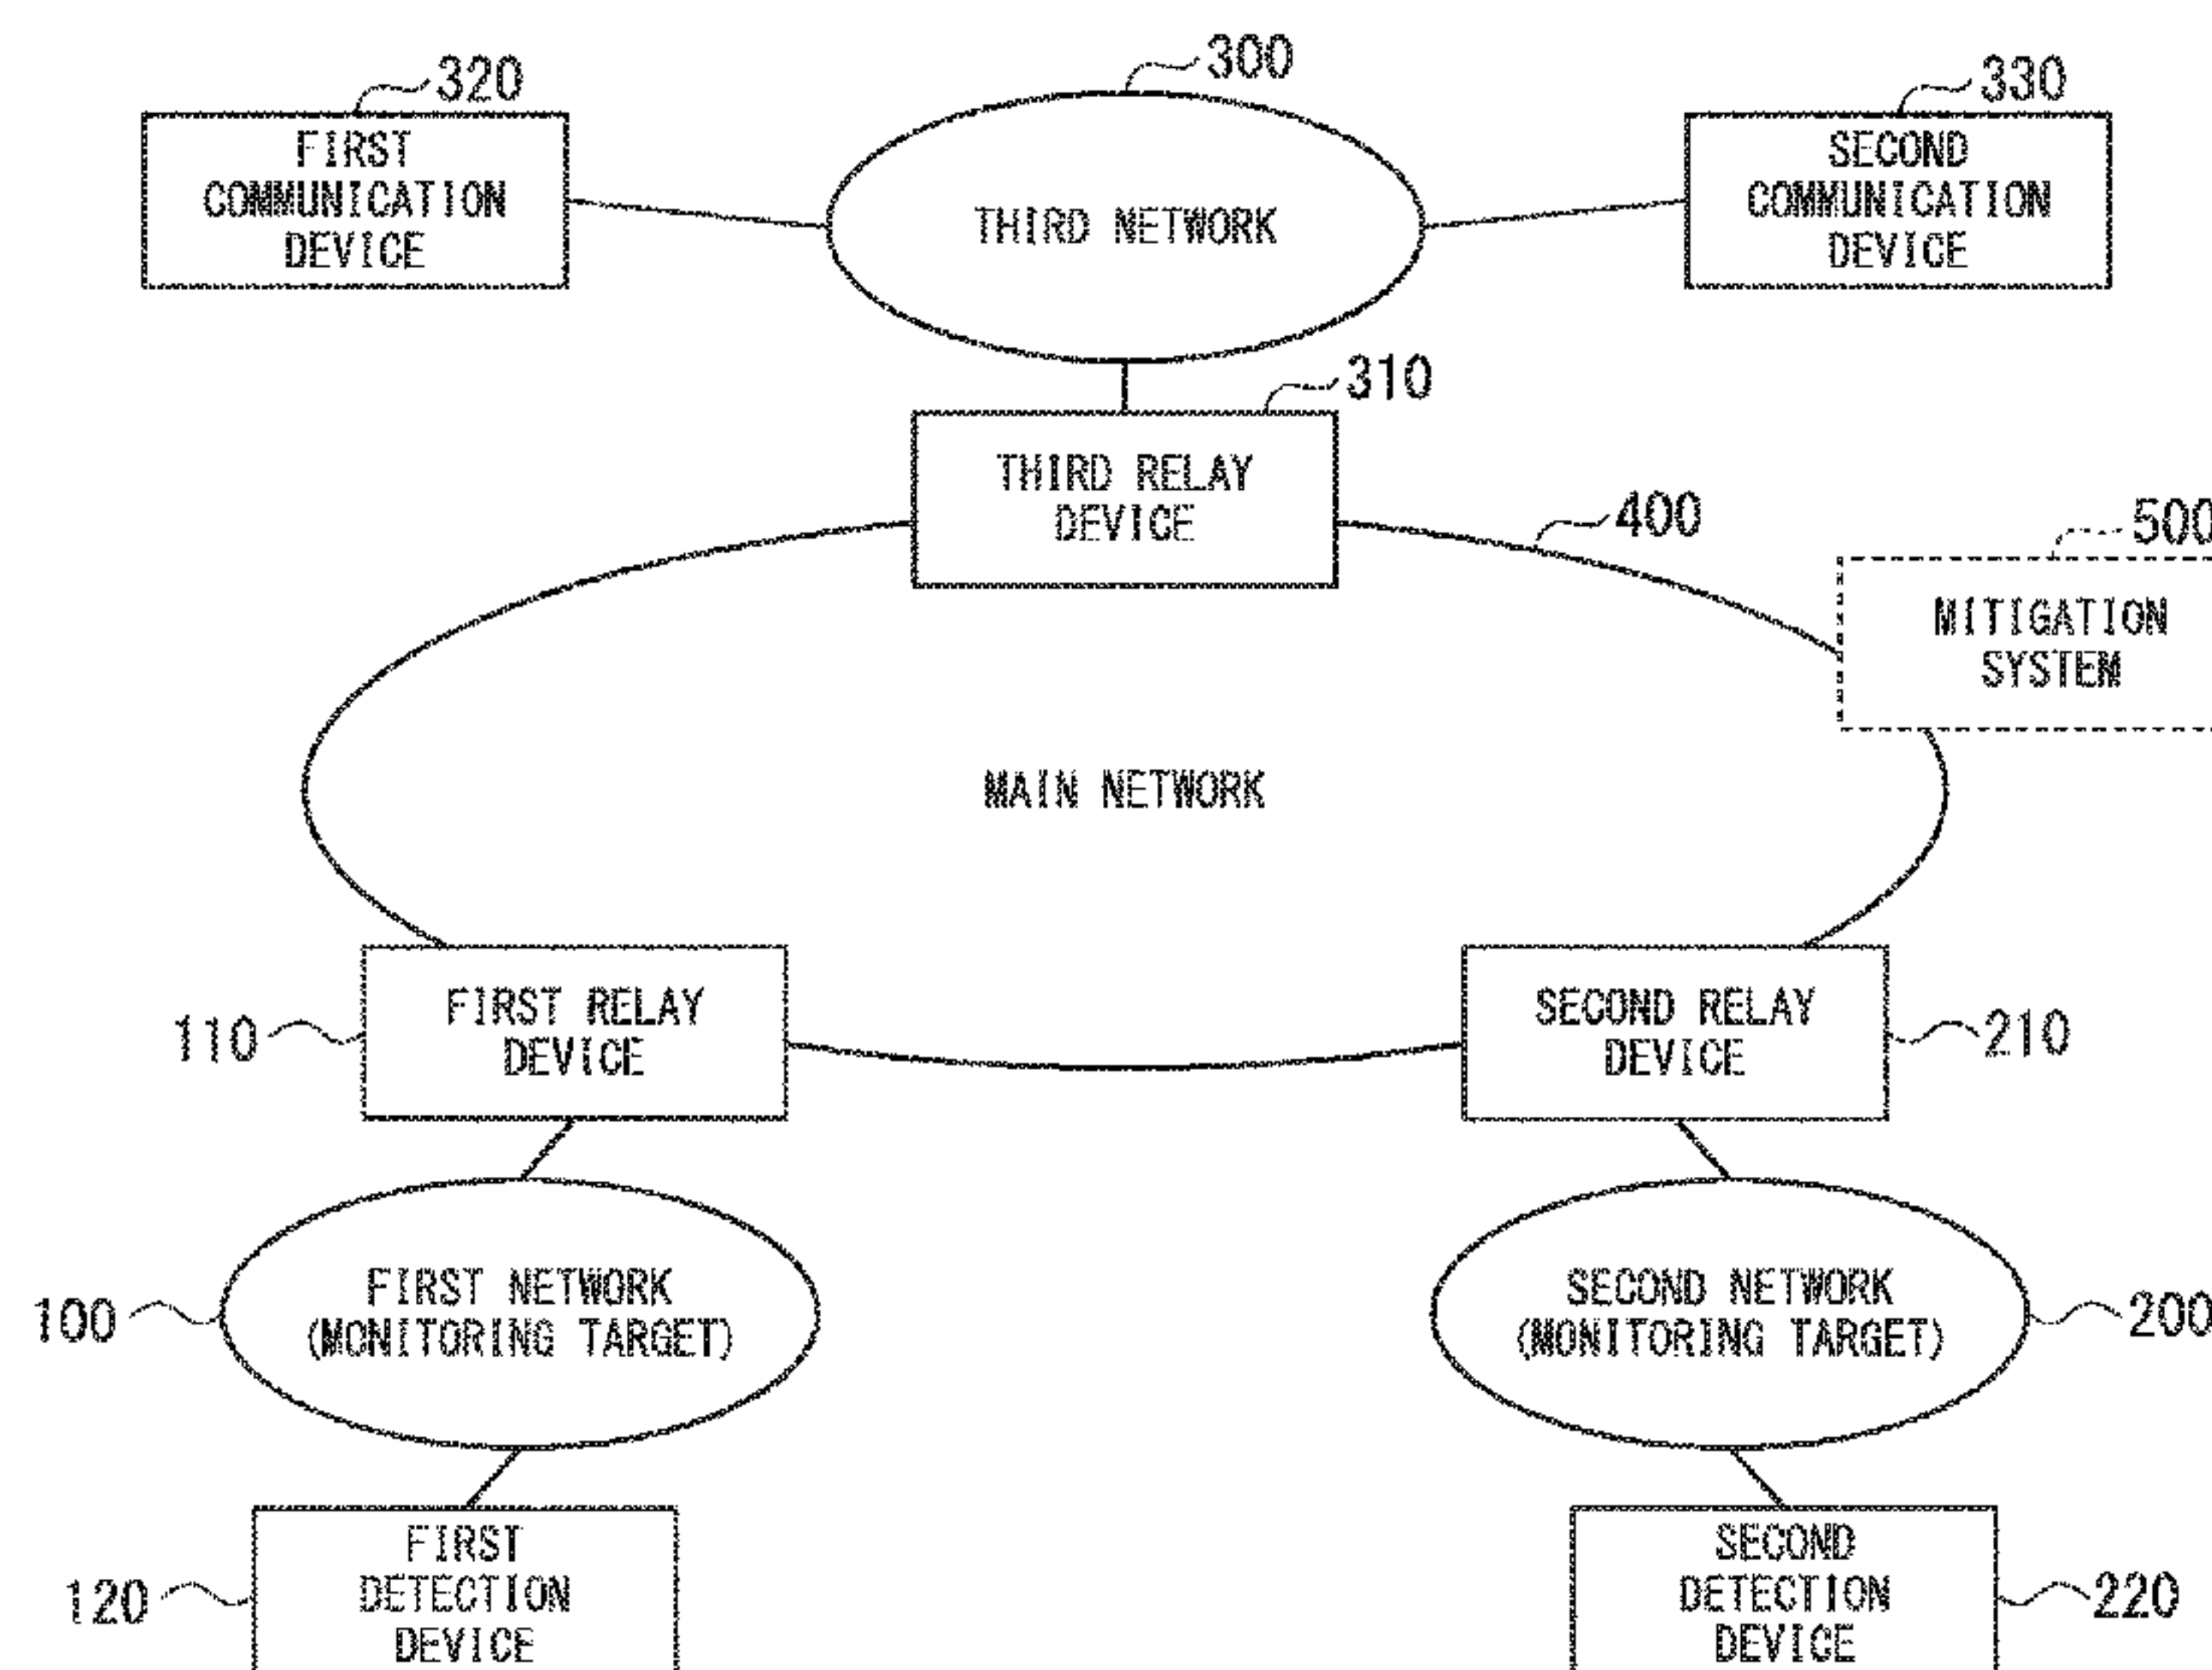 300
320
330
FIRST
COMMUNICATION
DEVICE
THIRD NETWORK
SECOND
COMMUNICATION
DEVICE
310
THIRD RELAY
DEVICE
400
500
MITIGATION
SYSTEM
MAIN NETWORK
110
FIRST RELAY
DEVICE
SECOND RELAY
DEVICE
210
100
FIRST NETWORK
(MONITORING TARGET)
SECOND NETWORK
(MONITORING TARGET)
200
120
FIRST
DETECTION
DEVICE
SECOND
DETECTION
DEVICE
220